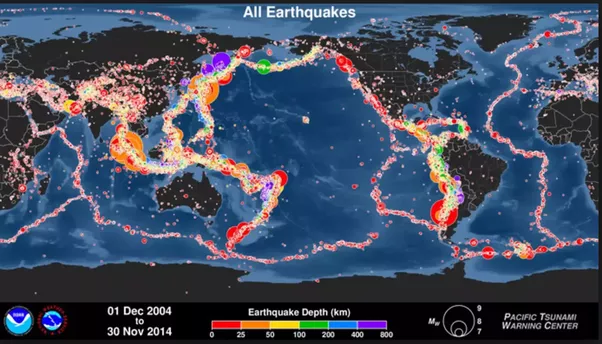 All Earthquakes
01 Dec 2004
to
30 Nov 2014
Earthquake Depth (km)
0 25 50 100 200 400 800
Mw
9
8
7
PACIFIC TSUNAMI
WARNING CENTER